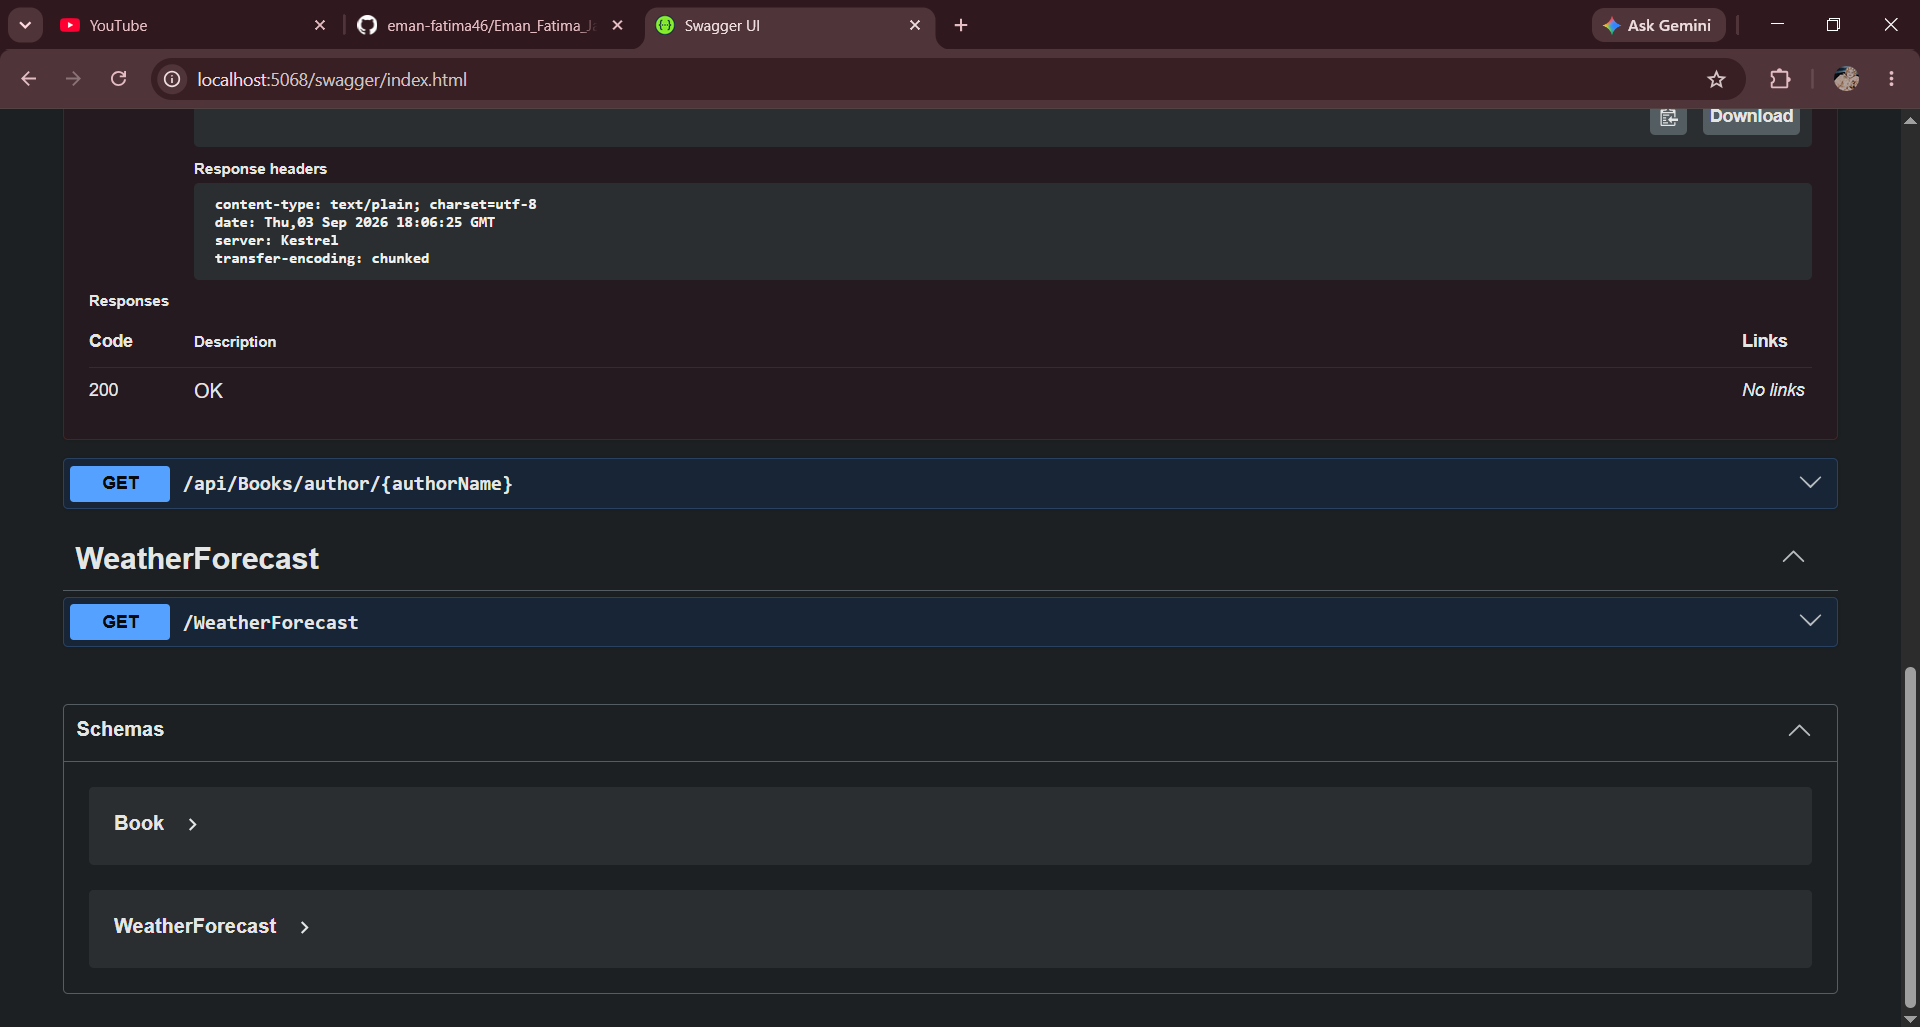 YouTube
eman-fatima46/Eman_Fatima_J
Swagger UI
Ask Gemini
localhost:5068/swagger/index.html
Download
Response headers
content-type: text/plain; charset=utf-8
date: Thu,03 Sep 2026 18:06:25 GMT
server: Kestrel
transfer-encoding: chunked
Responses
Code Description Links
200 OK No links
GET /api/Books/author/{authorName}
WeatherForecast
GET /WeatherForecast
Schemas
Book
WeatherForecast